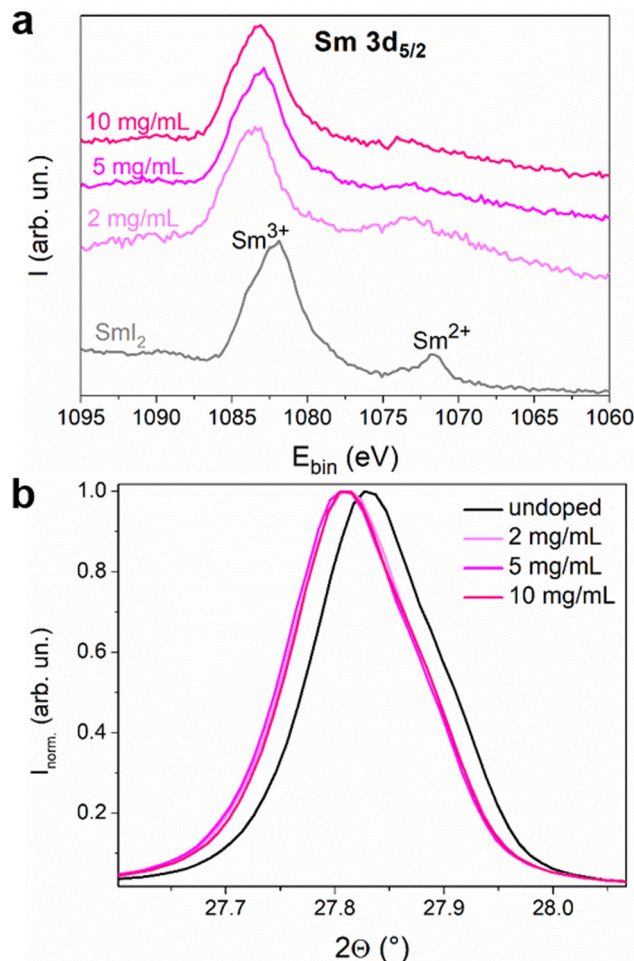 a
Sm 3d5/2
10 mg/mL
5 mg/mL
2 mg/mL
Sm3+
SmI2
Sm2+
I (arb. un.)
1095 1090 1085 1080 1075 1070 1065 1060
Ebin (eV)
b
undoped
2 mg/mL
5 mg/mL
10 mg/mL
1.0
0.8
0.6
0.4
0.2
Inorm. (arb. un.)
27.7 27.8 27.9 28.0
2Θ (°)